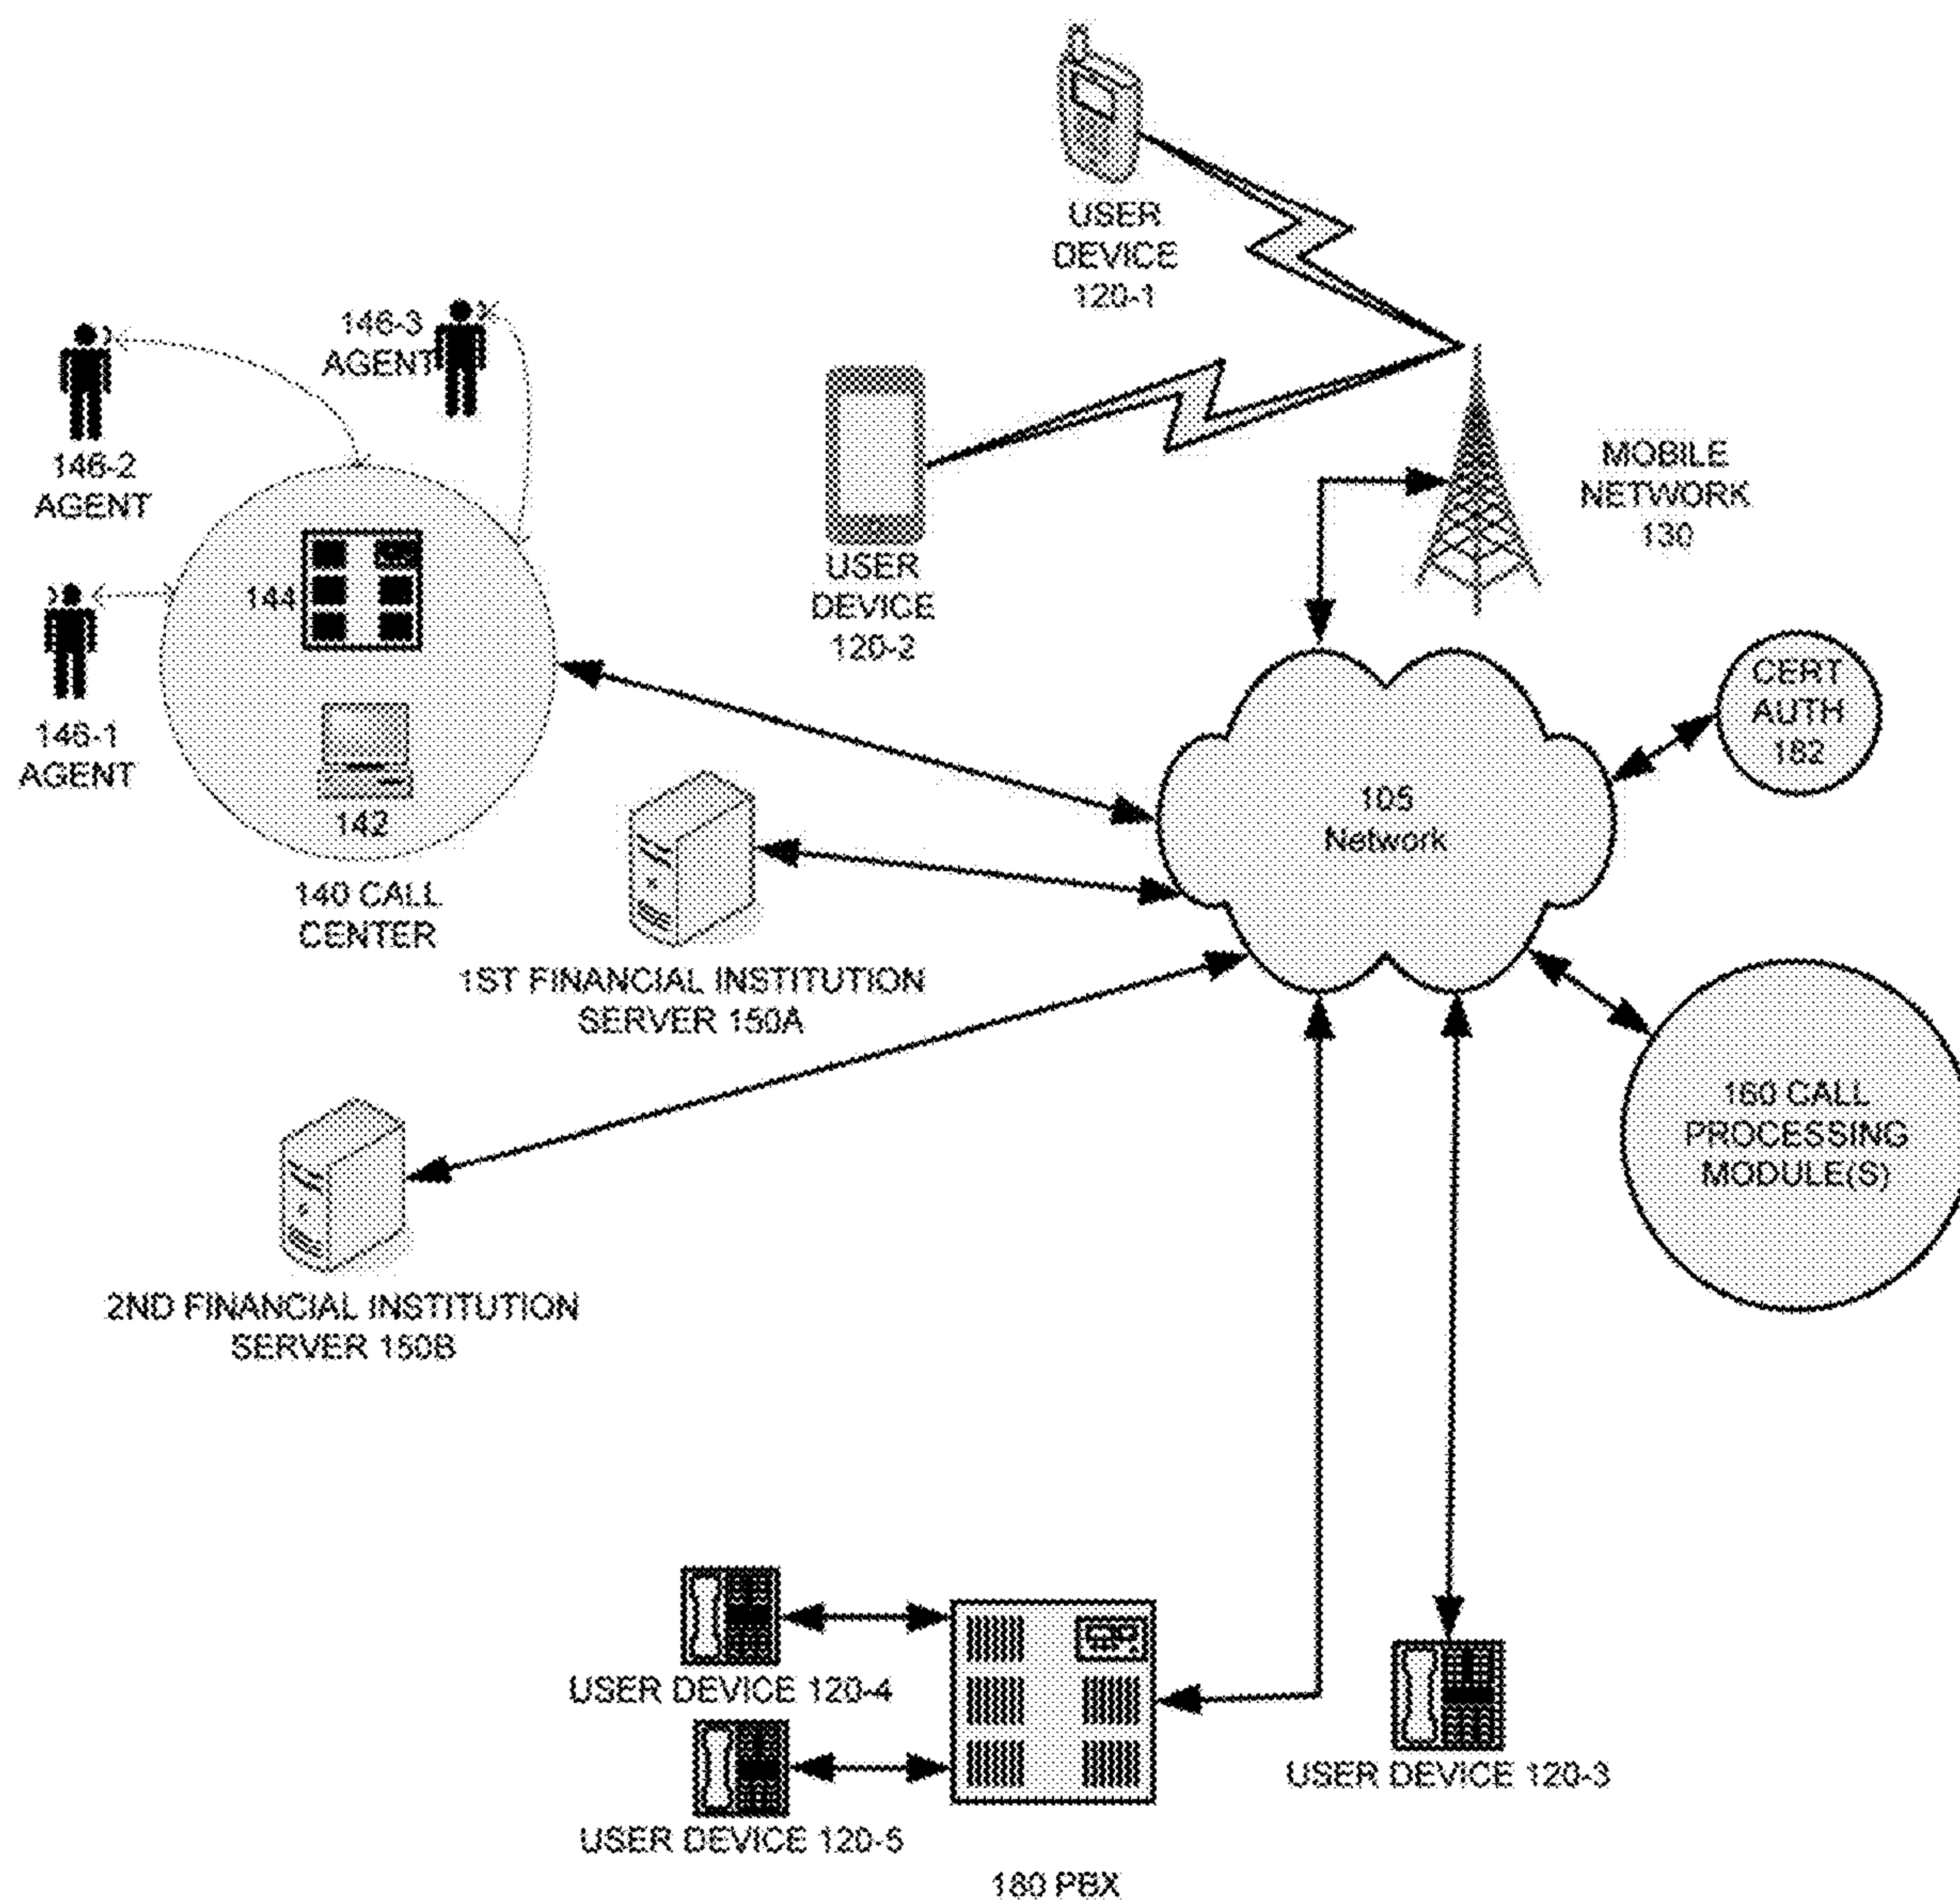 USER
DEVICE
120-1
146-3
AGENT
146-2
AGENT
MOBILE
NETWORK
130
USER
DEVICE
120-2
144
146-1
AGENT
142
CERT
AUTH
182
105
Network
140 CALL
CENTER
1ST FINANCIAL INSTITUTION
SERVER 150A
160 CALL
PROCESSING
MODULE(S)
2ND FINANCIAL INSTITUTION
SERVER 150B
USER DEVICE 120-4
USER DEVICE 120-3
USER DEVICE 120-5
180 PBX